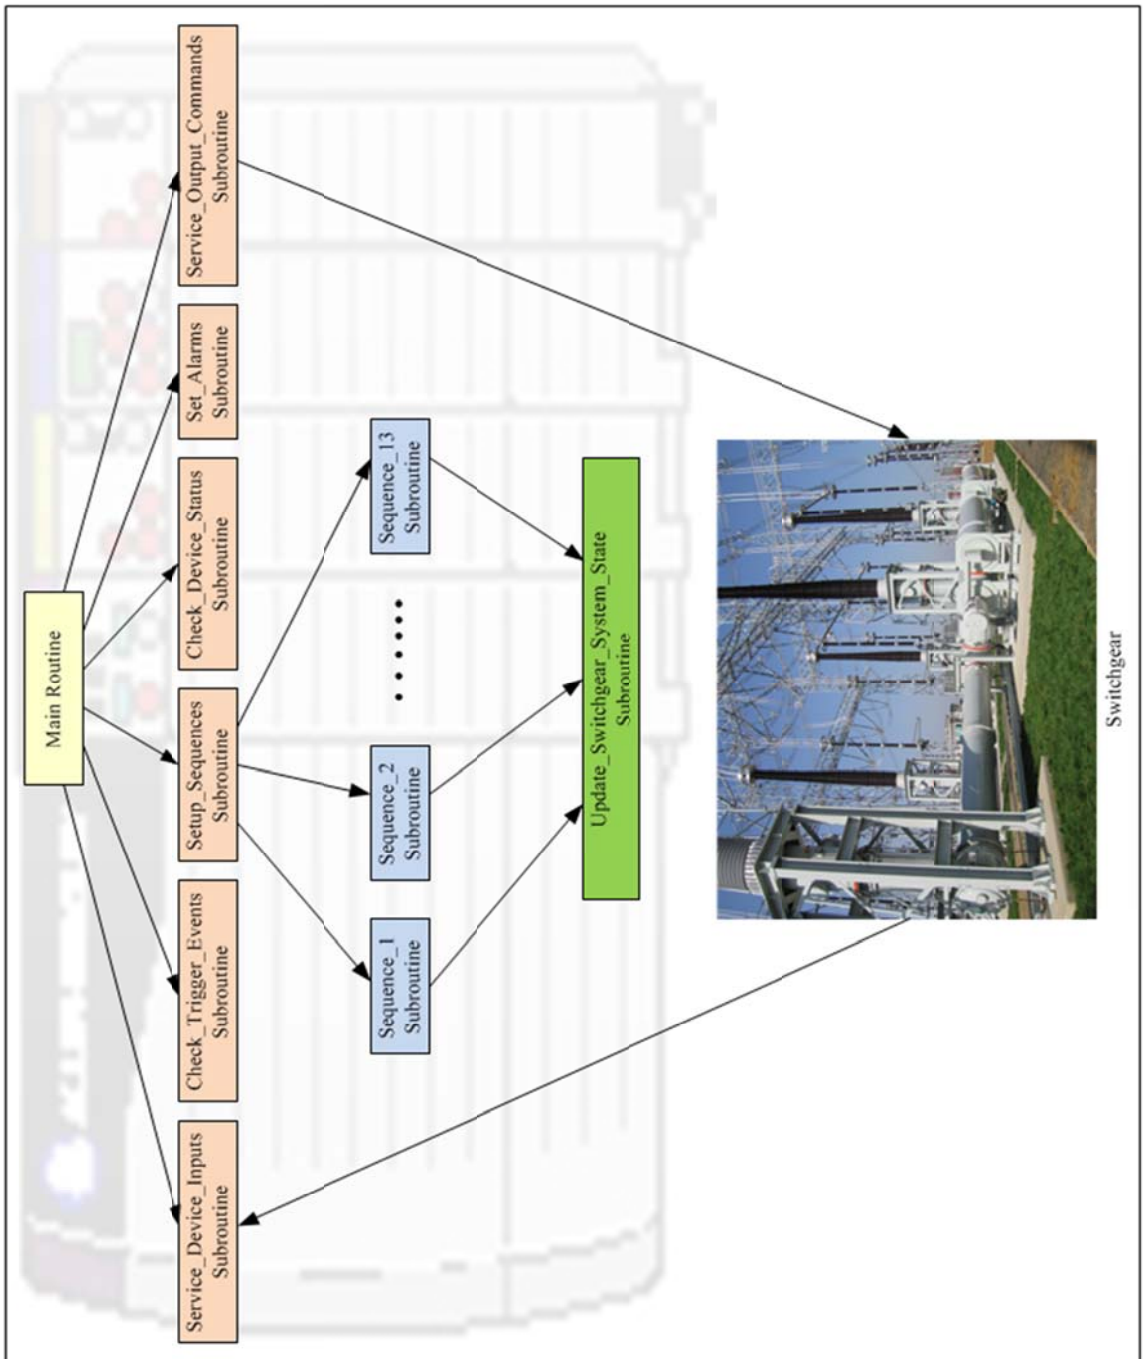 Main Routine
Service_Device_Inputs
Subroutine
Check_Trigger_Events
Subroutine
Setup_Sequences
Subroutine
Check_Device_Status
Subroutine
Set_Alarms
Subroutine
Service_Output_Commands
Subroutine
Sequence_1
Subroutine
Sequence_2
Subroutine
Sequence_13
Subroutine
Update_Switchgear_System_State
Subroutine
Switchgear